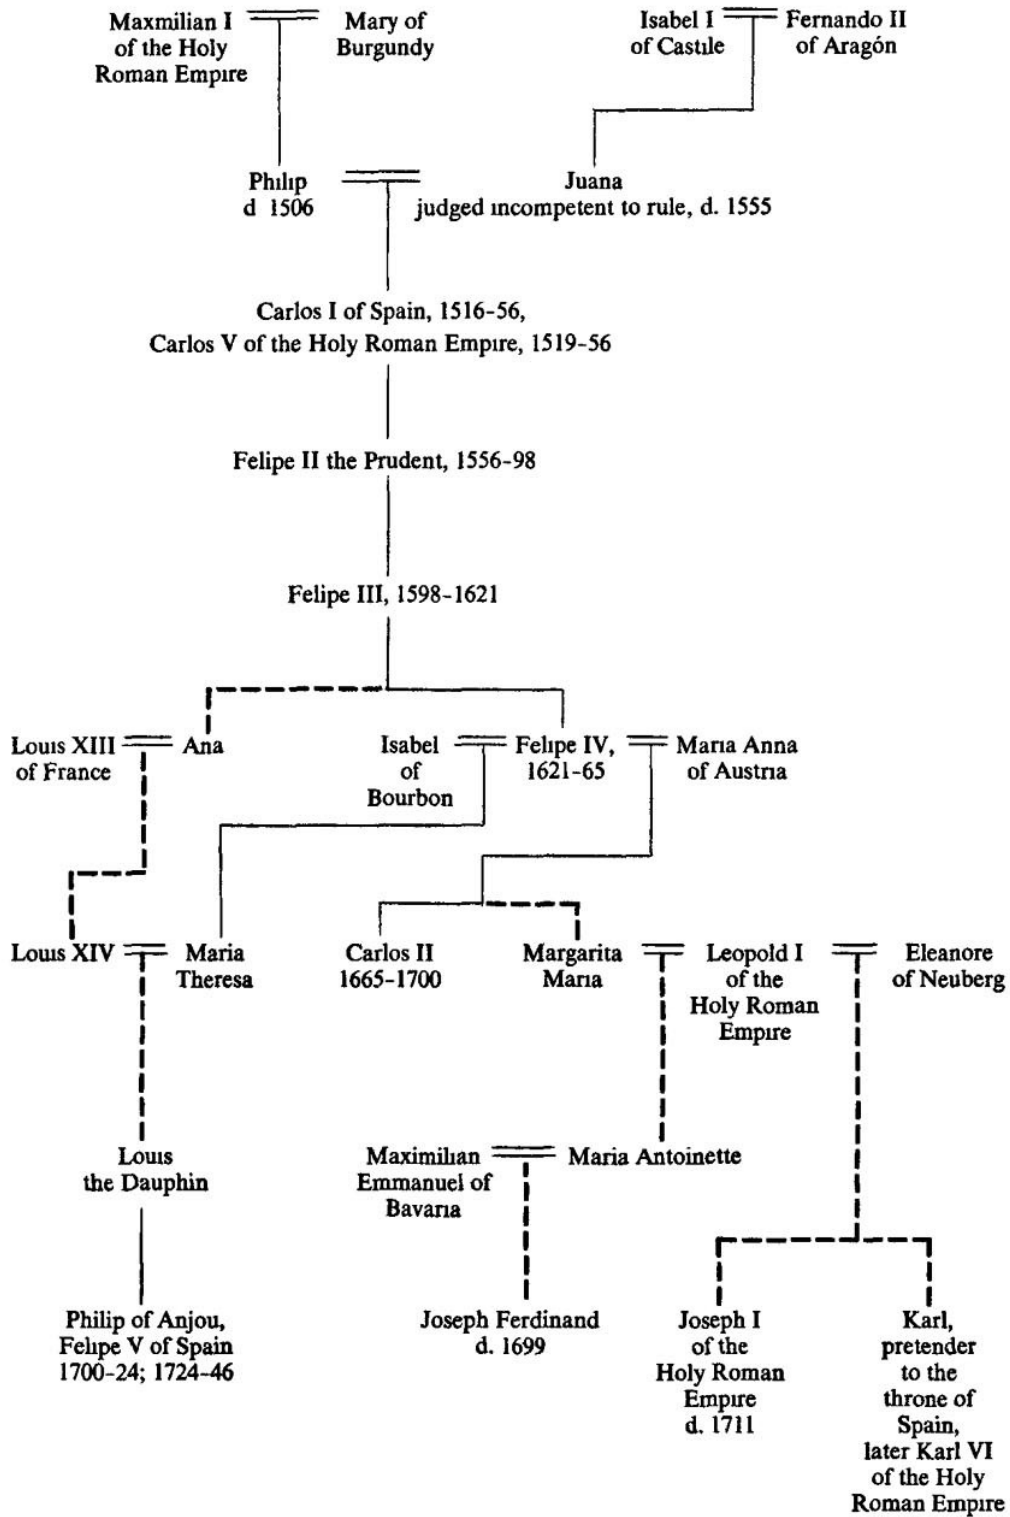 Maxmilian I
of the Holy
Roman Empire
Mary of
Burgundy
Isabel I
of Castile
Fernando II
of Aragón
Philip
d 1506
Juana
judged incompetent to rule, d. 1555
Carlos I of Spain, 1516-56,
Carlos V of the Holy Roman Empire, 1519-56
Felipe II the Prudent, 1556-98
Felipe III, 1598-1621
Louis XIII
of France
Ana
Isabel
of
Bourbon
Felipe IV,
1621-65
Maria Anna
of Austria
Louis XIV
Maria
Theresa
Carlos II
1665-1700
Margarita
Maria
Leopold I
of the
Holy Roman
Empire
Eleanore
of Neuberg
Louis
the Dauphin
Maximilian
Emmanuel of
Bavaria
Maria Antoinette
Philip of Anjou,
Felipe V of Spain
1700-24; 1724-46
Joseph Ferdinand
d. 1699
Joseph I
of the
Holy Roman
Empire
d. 1711
Karl,
pretender
to the
throne of
Spain,
later Karl VI
of the Holy
Roman Empire